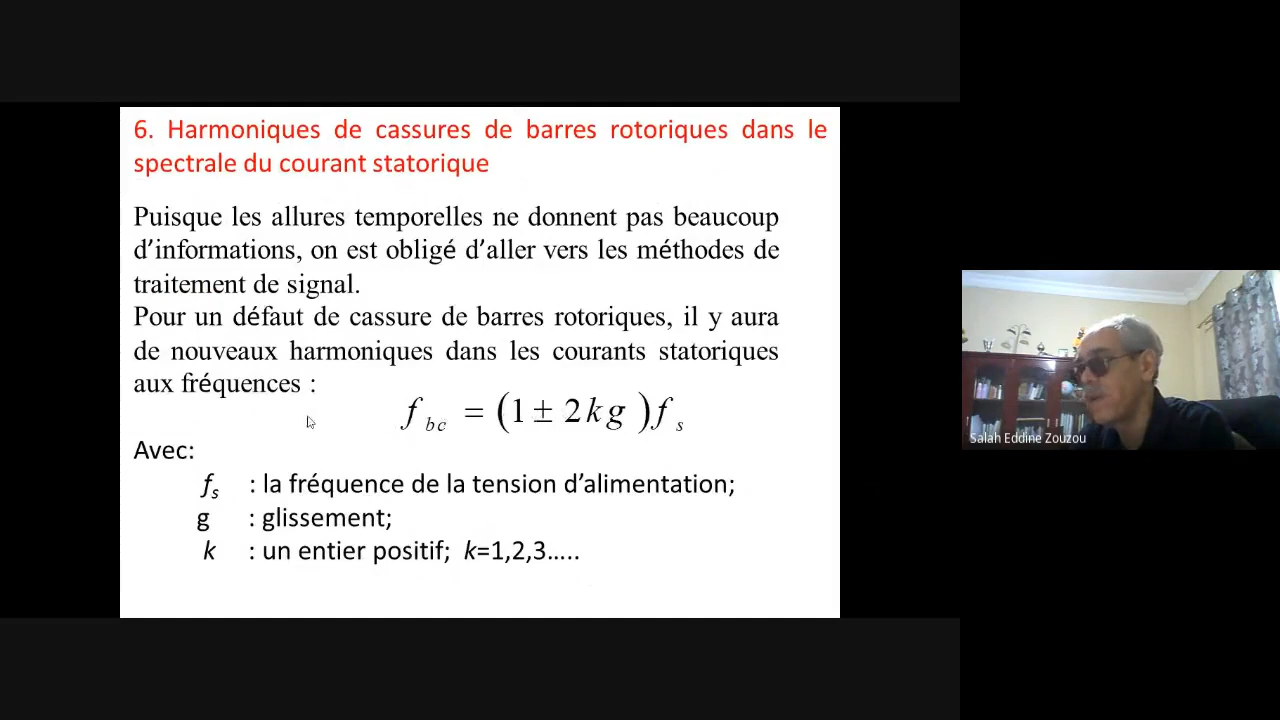 6. Harmoniques de cassures de barres rotoriques dans le
spectrale du courant statorique
Puisque les allures temporelles ne donnent pas beaucoup
d’informations, on est obligé d’aller vers les méthodes de
traitement de signal.
Pour un défaut de cassure de barres rotoriques, il y aura
de nouveaux harmoniques dans les courants statoriques
aux fréquences :
f bc = (1 ± 2kg )f s
Avec:
fs : la fréquence de la tension d’alimentation;
g : glissement;
k : un entier positif; k=1,2,3.....
Salah Eddine Zouzou